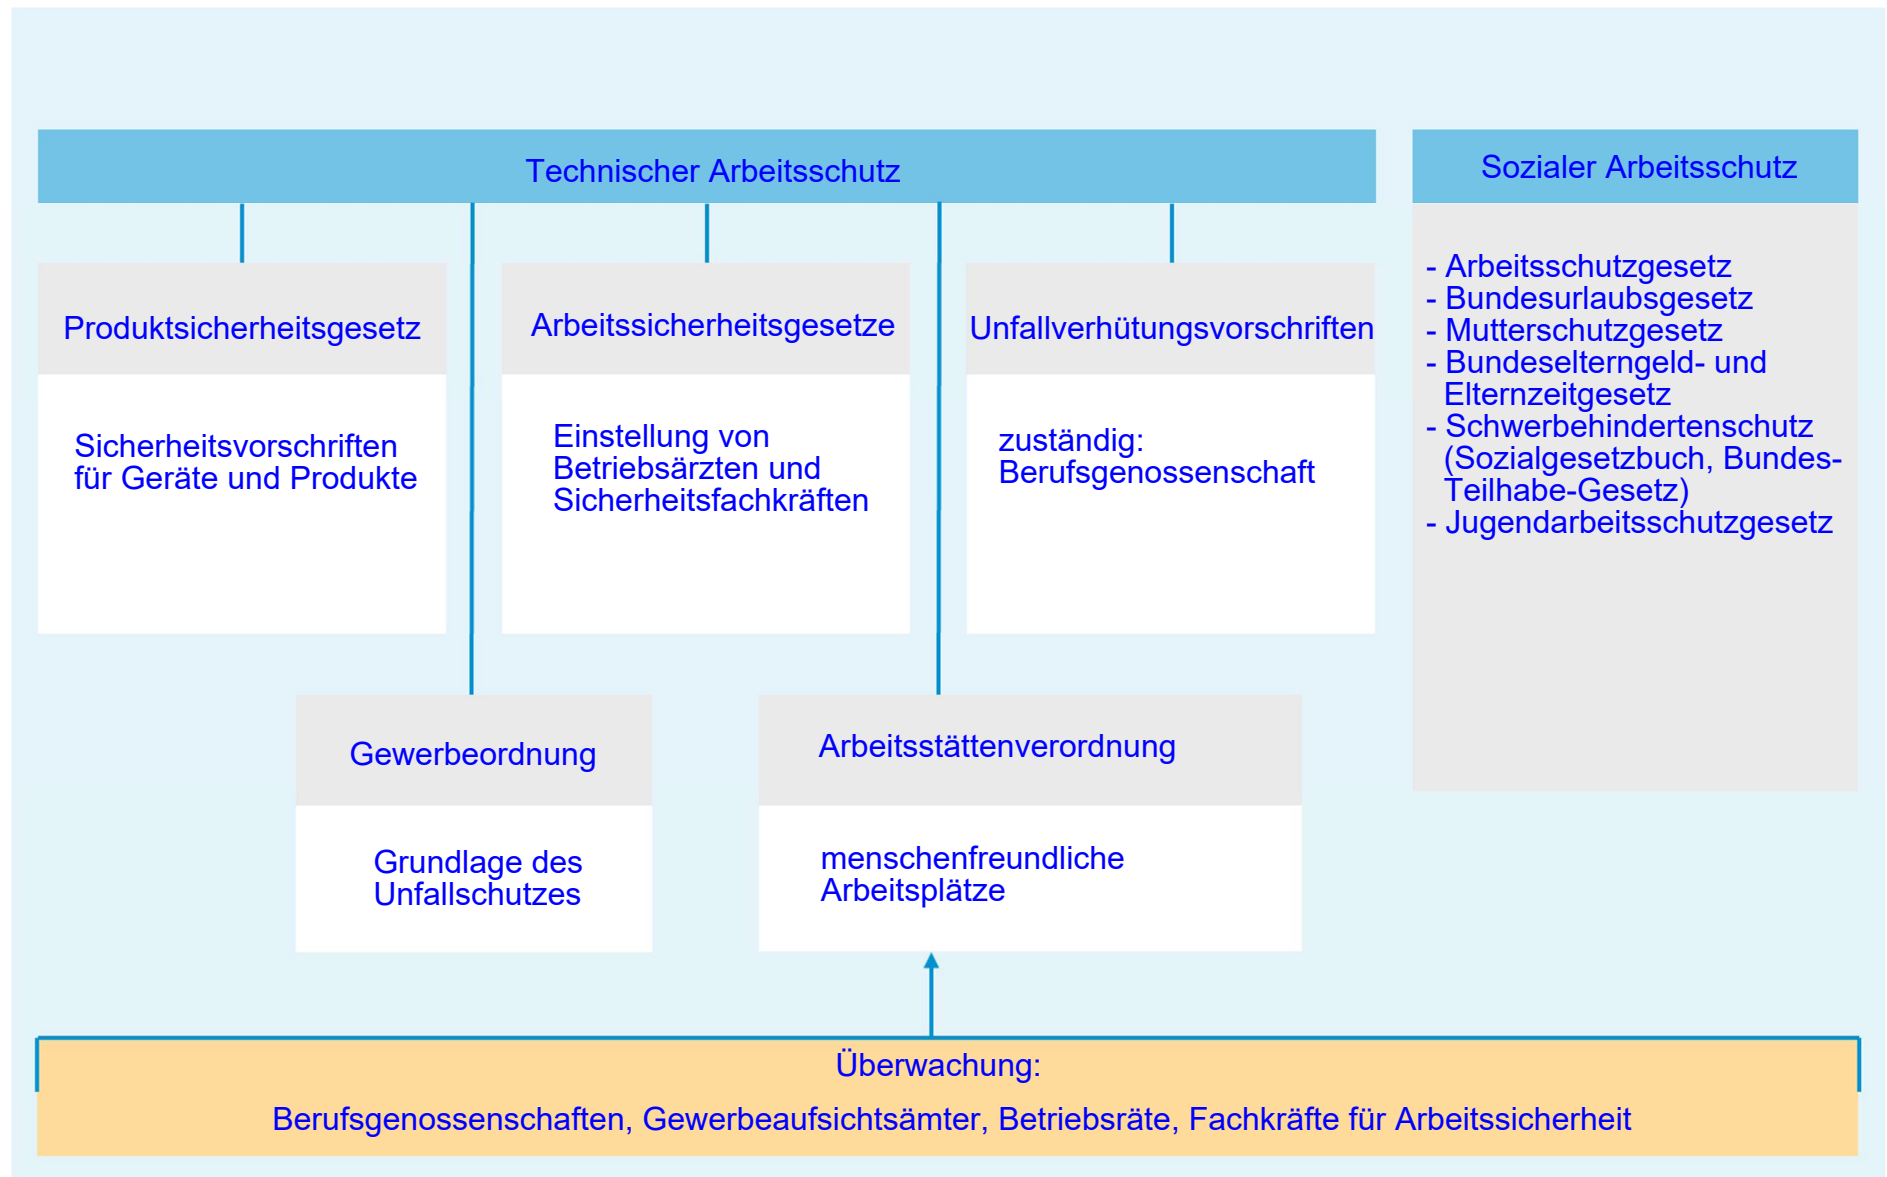 Technischer Arbeitsschutz
Sozialer Arbeitsschutz
Produktsicherheitsgesetz
Sicherheitsvorschriften
für Geräte und Produkte
Arbeitssicherheitsgesetze
Einstellung von
Betriebsärzten und
Sicherheitsfachkräften
Unfallverhütungsvorschriften
zuständig:
Berufsgenossenschaft
- Arbeitsschutzgesetz
- Bundesurlaubsgesetz
- Mutterschutzgesetz
- Bundeselterngeld- und
Elternzeitgesetz
- Schwerbehindertenschutz
(Sozialgesetzbuch, Bundes-
Teilhabe-Gesetz)
- Jugendarbeitsschutzgesetz
Gewerbeordnung
Grundlage des
Unfallschutzes
Arbeitsstättenverordnung
menschenfreundliche
Arbeitsplätze
Überwachung:
Berufsgenossenschaften, Gewerbeaufsichtsämter, Betriebsräte, Fachkräfte für Arbeitssicherheit